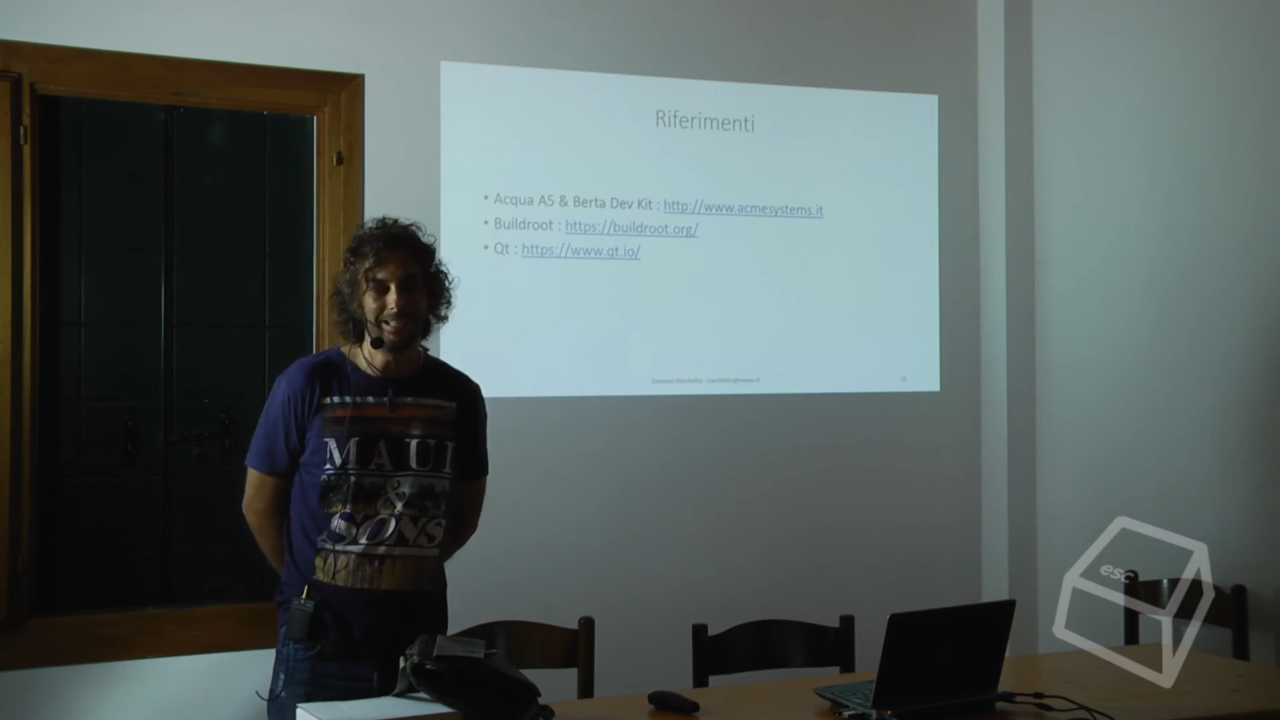 Riferimenti
• Acqua A5 & Berta Dev Kit : http://www.acmesystems.it
• Buildroot : https://buildroot.org/
• Qt : https://www.qt.io/
MAUI
&
SONS
esc